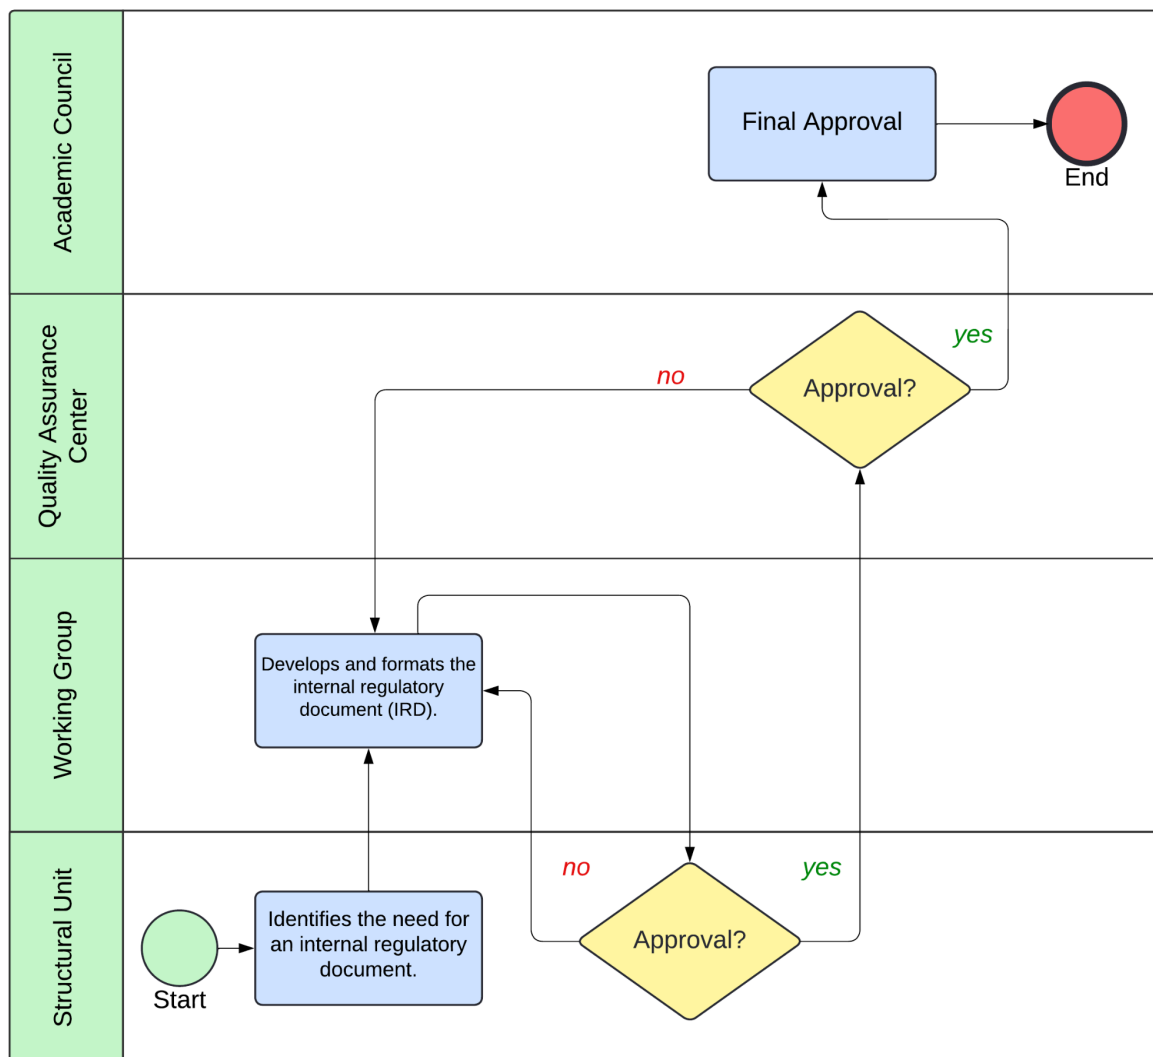 Academic Council
Final Approval
End
Quality Assurance
Center
no
Approval?
yes
Working Group
Develops and formats the
internal regulatory
document (IRD).
Structural Unit
Start
Identifies the need for
an internal regulatory
document.
no
Approval?
yes